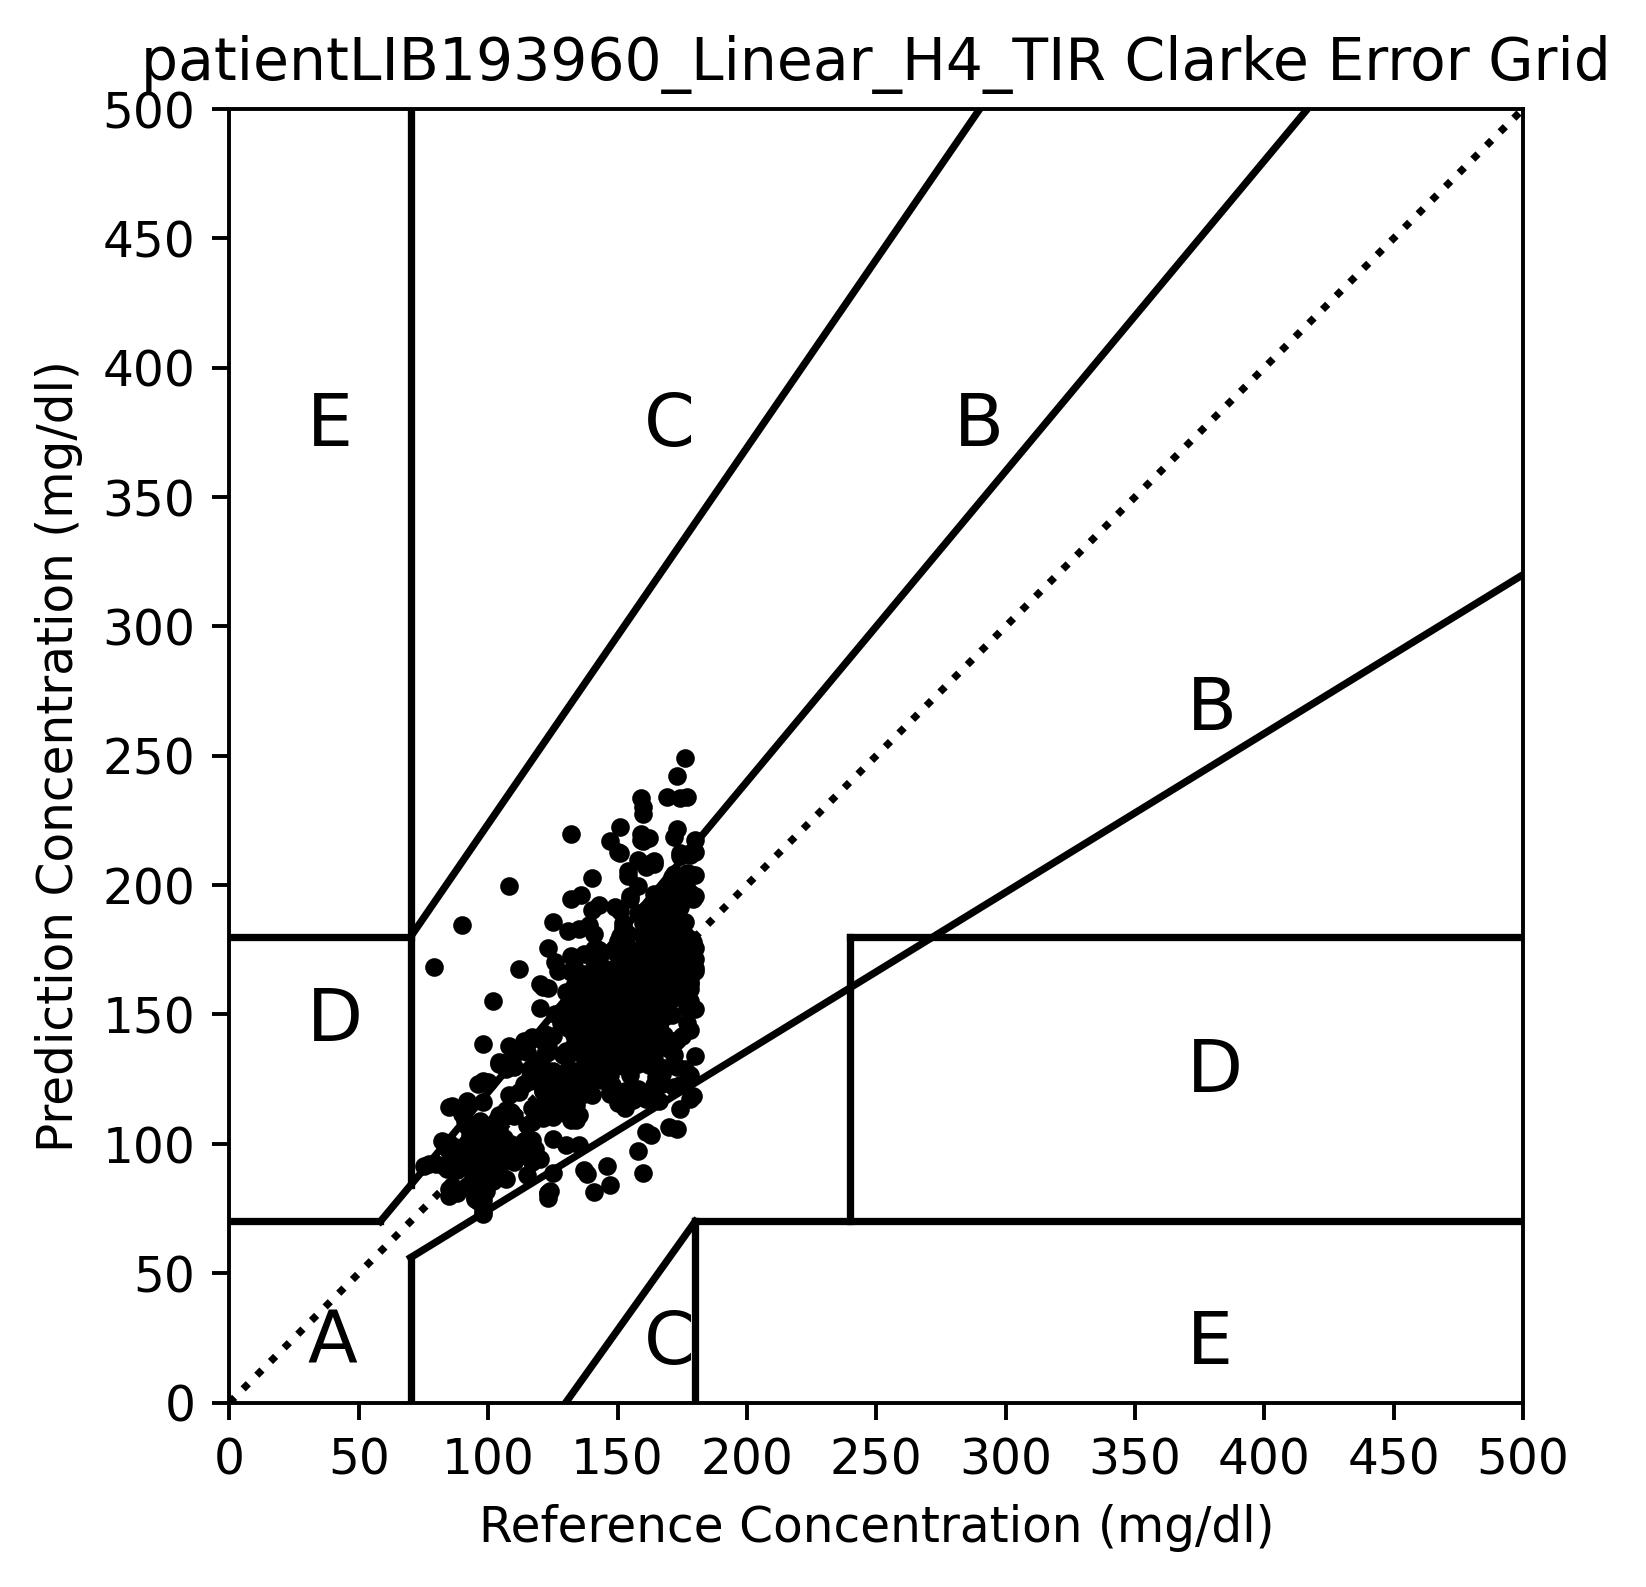 patientLIB193960_Linear_H4_TIR Clarke Error Grid
500
450
400
350
300
250
200
150
100
50
0
Prediction Concentration (mg/dl)
E
C
B
B
D
D
A
C
E
0 50 100 150 200 250 300 350 400 450 500
Reference Concentration (mg/dl)